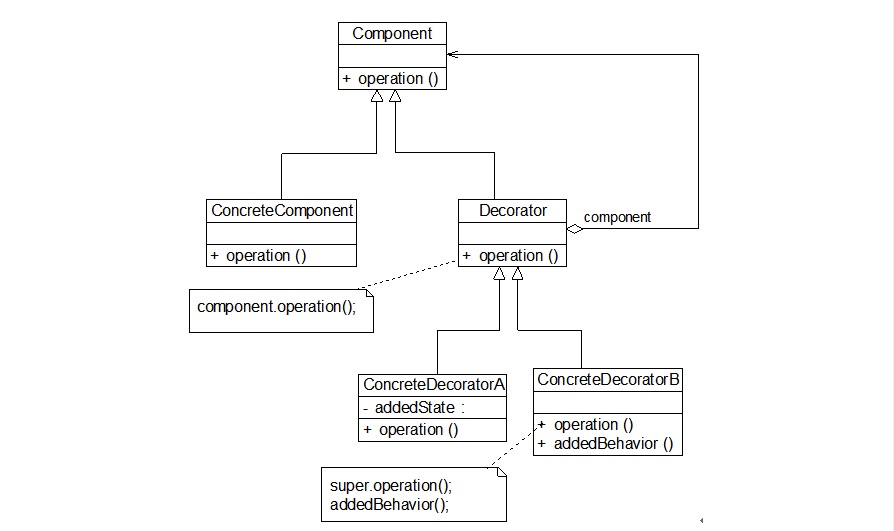 Component
+ operation ()
ConcreteComponent
+ operation ()
Decorator
+ operation ()
component
component.operation();
ConcreteDecoratorA
- addedState :
+ operation ()
ConcreteDecoratorB
+ operation ()
+ addedBehavior ()
super.operation();
addedBehavior();